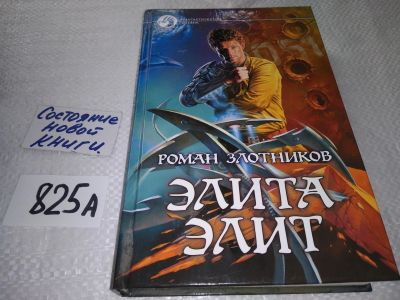 Состояние
новой
книги.
825А
РОМАН ЗЛОТНИКОВ
ЭЛИТА
ЭЛИТ